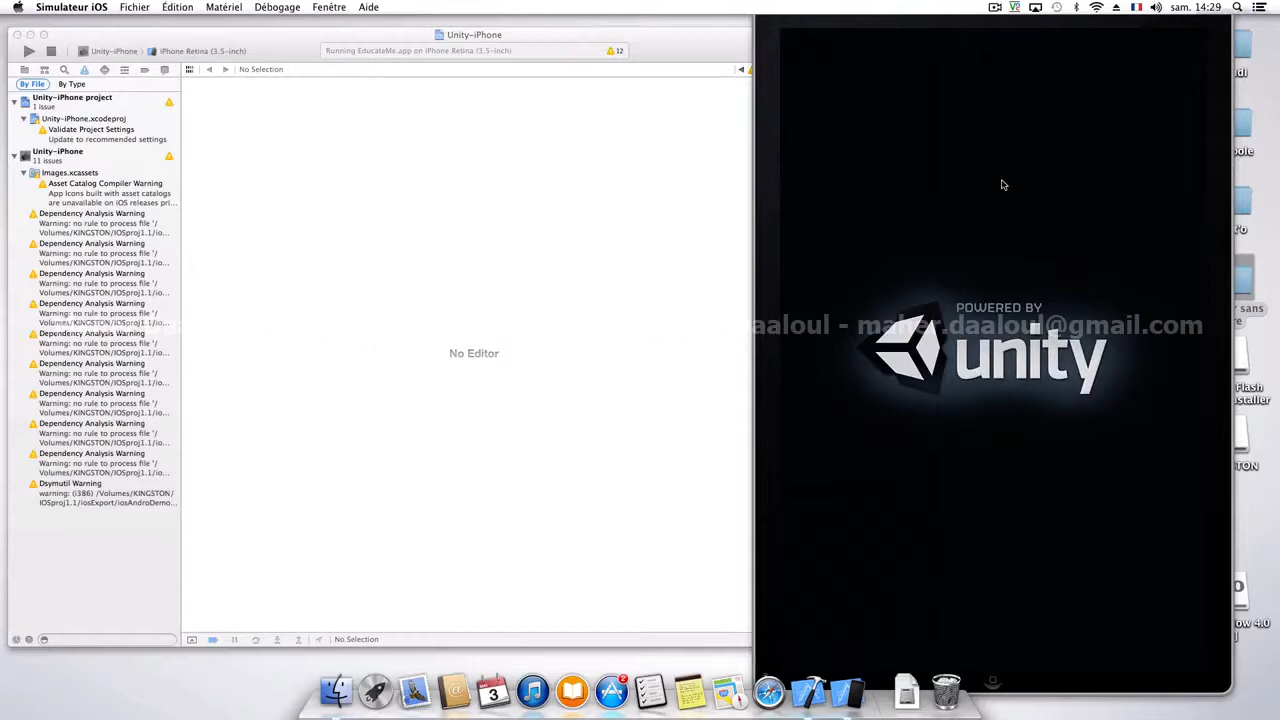 Simulateur iOS Fichier Édition Matériel Débogage Fenêtre Aide sam. 14:29
Unity-iPhone
Unity-iPhone iPhone Retina (3.5-inch) Running EducateMe.app on iPhone Retina (3.5-inch) 12
No Selection
By File By Type
Unity-iPhone project
1 issue
Unity-iPhone.xcodeproj
Validate Project Settings
Update to recommended settings
Unity-iPhone
11 issues
Images.xcassets
Asset Catalog Compiler Warning
App Icons built with asset catalogs
are unavailable on iOS releases pri...
Dependency Analysis Warning
Warning: no rule to process file '/
Volumes/KINGSTON/IOSproj1.1/io...
Dependency Analysis Warning
Warning: no rule to process file '/
Volumes/KINGSTON/IOSproj1.1/io...
Dependency Analysis Warning
Warning: no rule to process file '/
Volumes/KINGSTON/IOSproj1.1/io...
Dependency Analysis Warning
Warning: no rule to process file '/
Volumes/KINGSTON/IOSproj1.1/io...
Dependency Analysis Warning
Warning: no rule to process file '/
Volumes/KINGSTON/IOSproj1.1/io...
Dependency Analysis Warning
Warning: no rule to process file '/
Volumes/KINGSTON/IOSproj1.1/io...
Dependency Analysis Warning
Warning: no rule to process file '/
Volumes/KINGSTON/IOSproj1.1/io...
Dependency Analysis Warning
Warning: no rule to process file '/
Volumes/KINGSTON/IOSproj1.1/io...
Dependency Analysis Warning
Warning: no rule to process file '/
Volumes/KINGSTON/IOSproj1.1/io...
Dsymutil Warning
warning: (i386) /Volumes/KINGSTON/
IOSproj1.1/iosExport/iosAndroDemo...
No Editor
No Selection
POWERED BY
unity
aaloul - maher.daaloul@gmail.com
sans
Flash
3
2